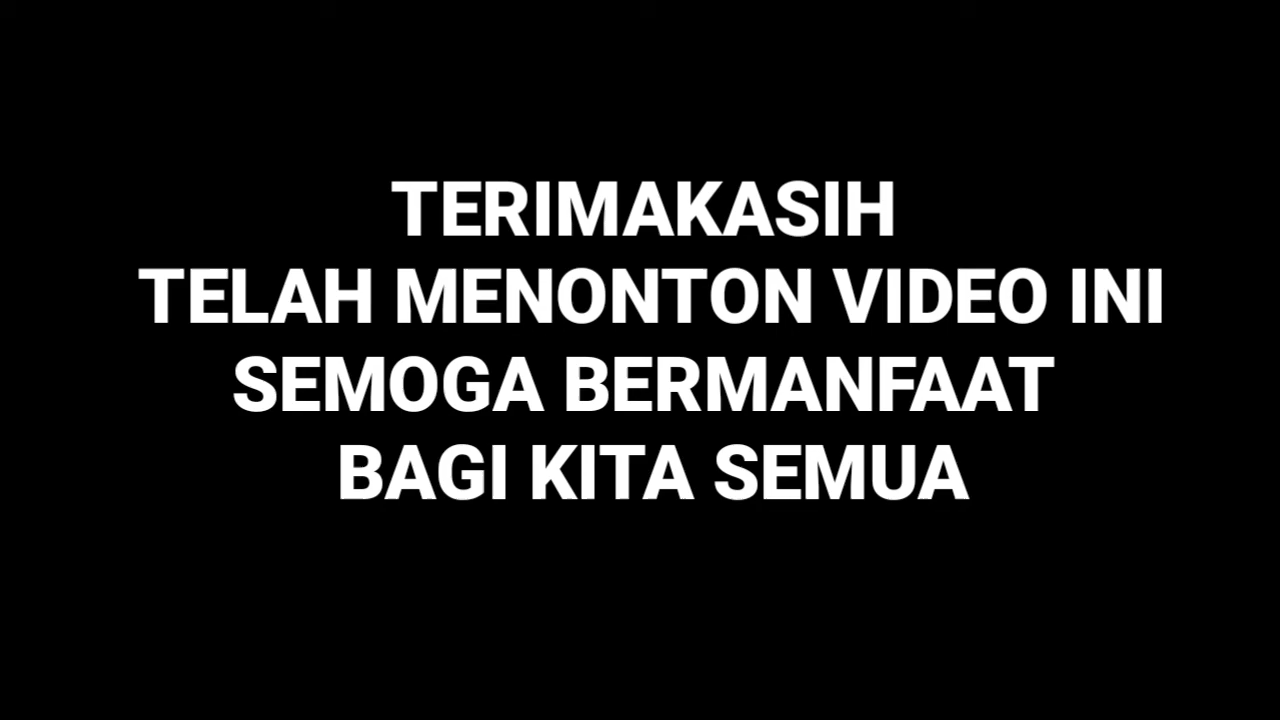 TERIMAKASIH
TELAH MENONTON VIDEO INI
SEMOGA BERMANFAAT
BAGI KITA SEMUA